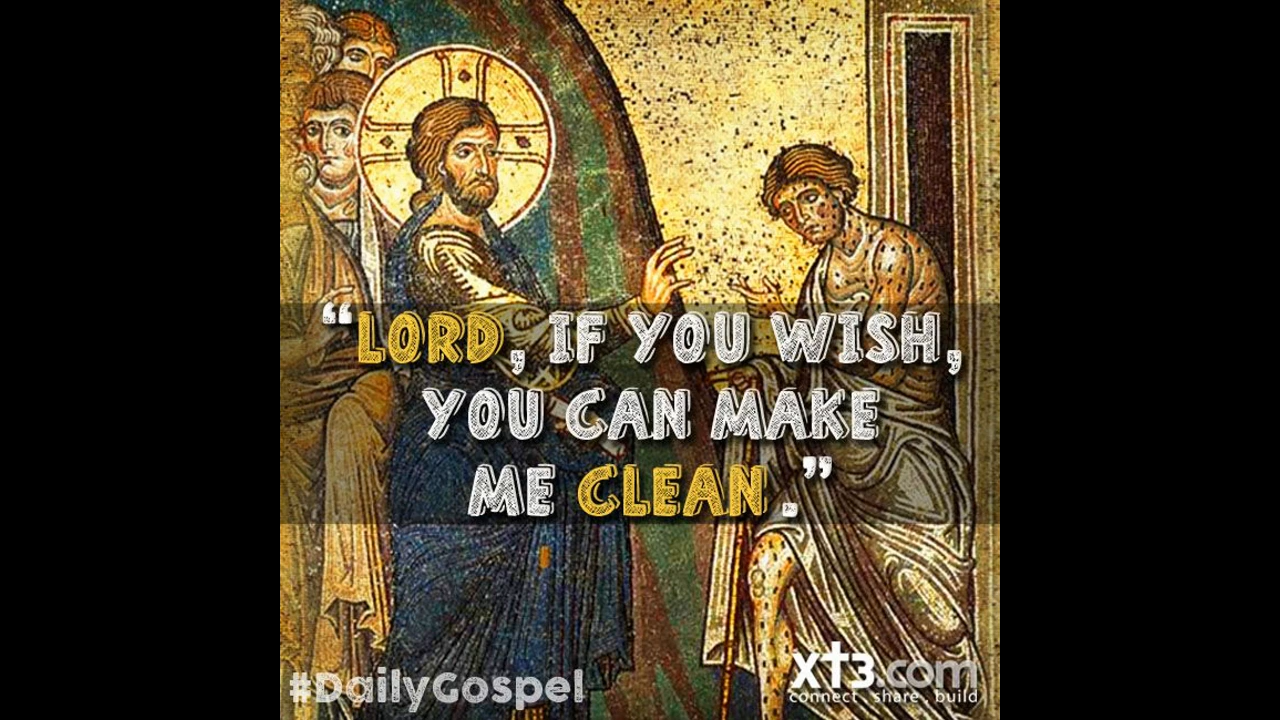 “LORD, IF YOU WISH,
YOU CAN MAKE
ME CLEAN.”
#DailyGospel
xt3.com
connect . share . build